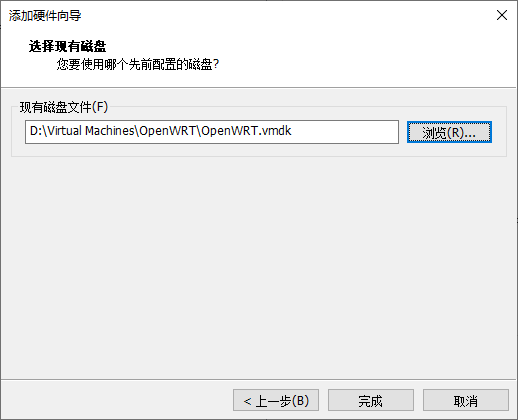 添加硬件向导
选择现有磁盘
您要使用哪个先前配置的磁盘?
现有磁盘文件(F)
D:\Virtual Machines\OpenWRT\OpenWRT.vmdk
浏览(R)...
< 上一步(B)
完成
取消